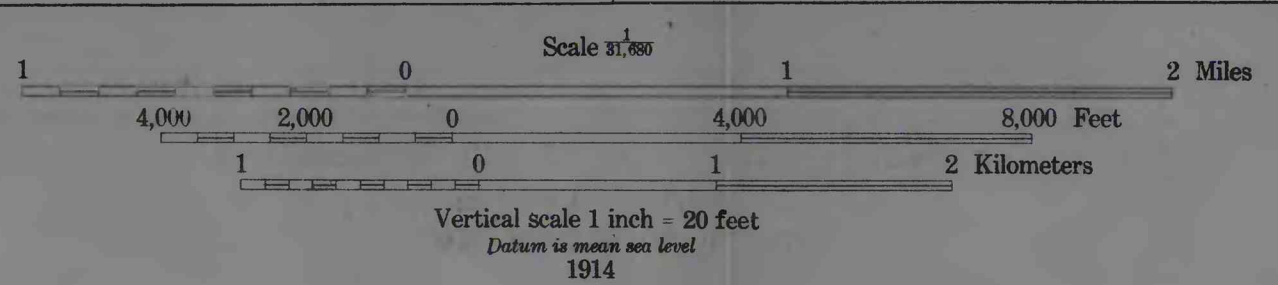 Scale 1/31,680
1 0 1 2 Miles
4,000 2,000 0 4,000 8,000 Feet
1 0 1 2 Kilometers
Vertical scale 1 inch = 20 feet
Datum is mean sea level
1914